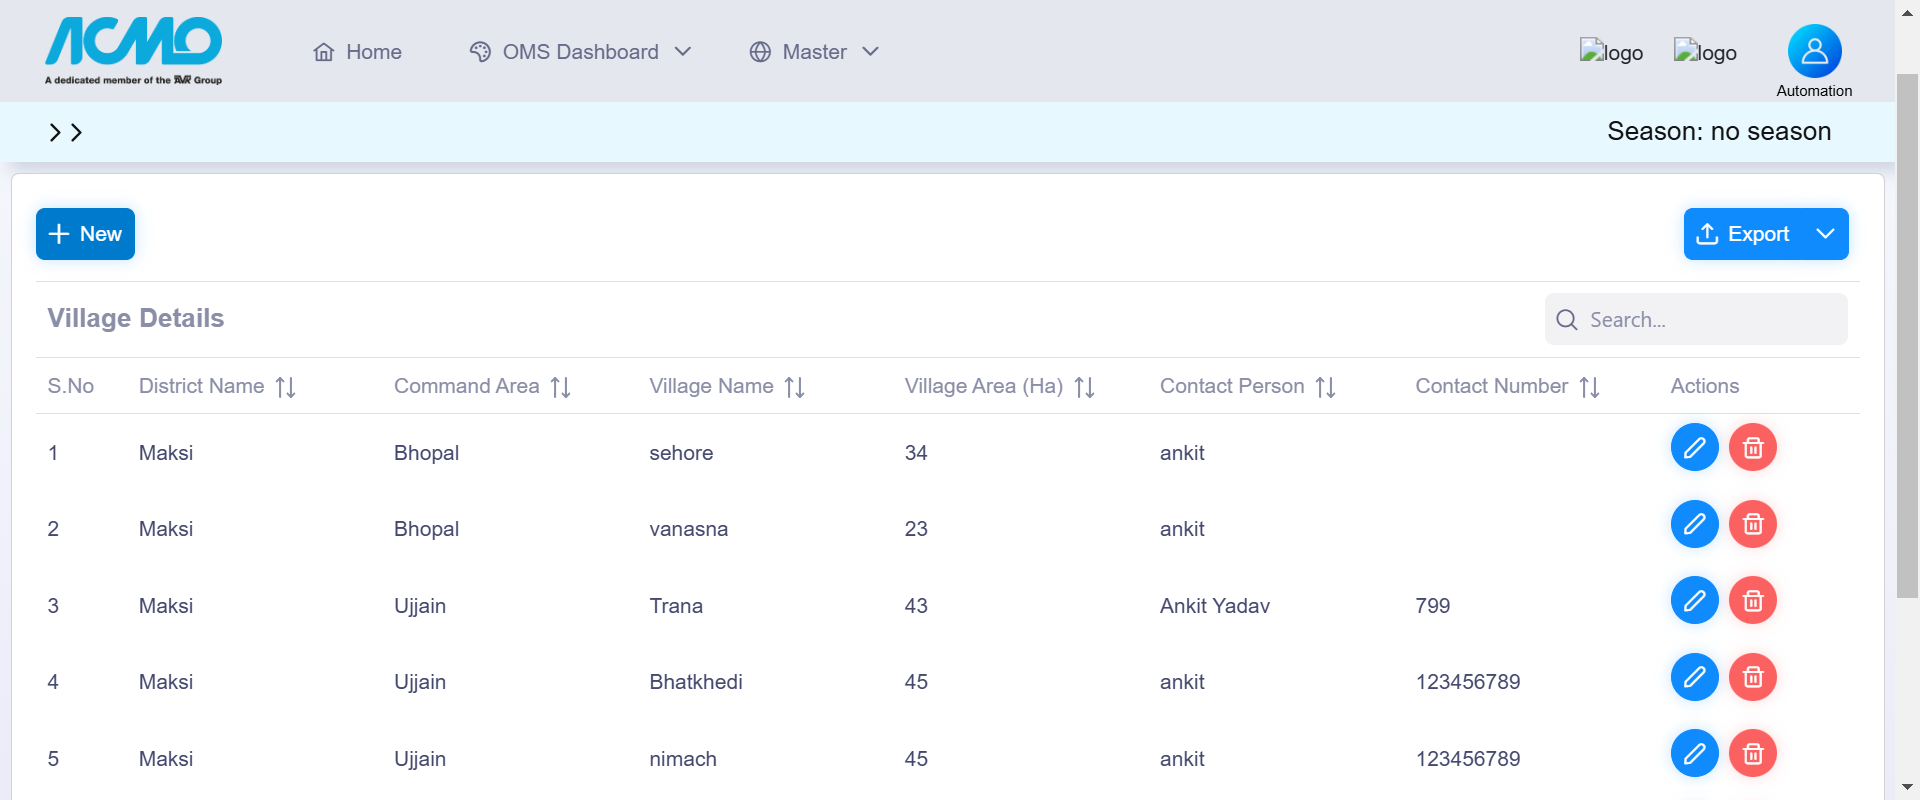 ACMO
A dedicated member of the AVR Group
Home
OMS Dashboard
Master
logo
logo
Automation
Season: no season
New
Export
Village Details
Search...
S.No District Name Command Area Village Name Village Area (Ha) Contact Person Contact Number Actions
1 Maksi Bhopal sehore 34 ankit
2 Maksi Bhopal vanasna 23 ankit
3 Maksi Ujjain Trana 43 Ankit Yadav 799
4 Maksi Ujjain Bhatkhedi 45 ankit 123456789
5 Maksi Ujjain nimach 45 ankit 123456789